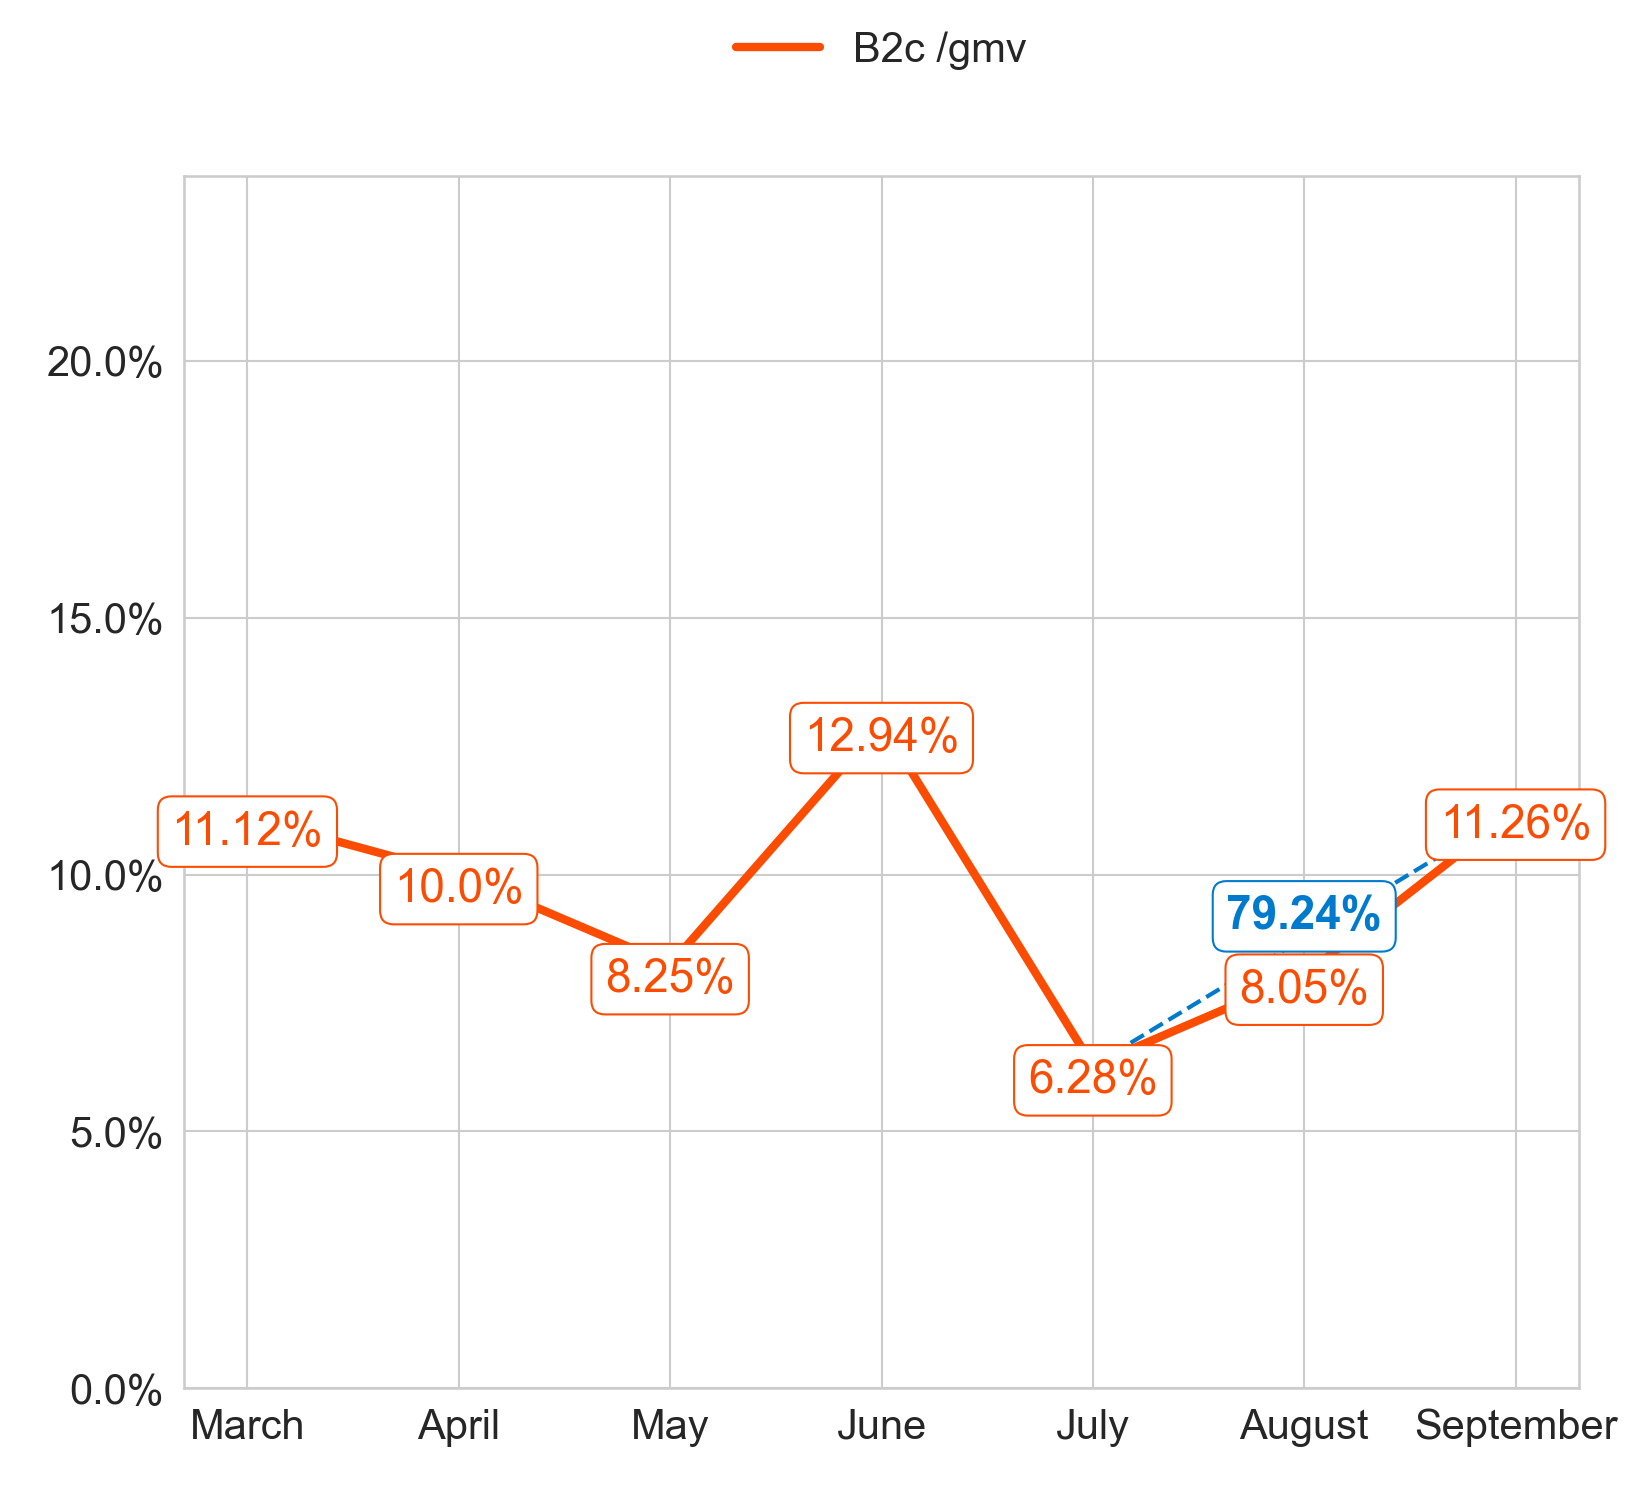 B2c /gmv
20.0%
15.0%
10.0%
5.0%
0.0%
11.12%
10.0%
8.25%
12.94%
6.28%
79.24%
8.05%
11.26%
March
April
May
June
July
August
September